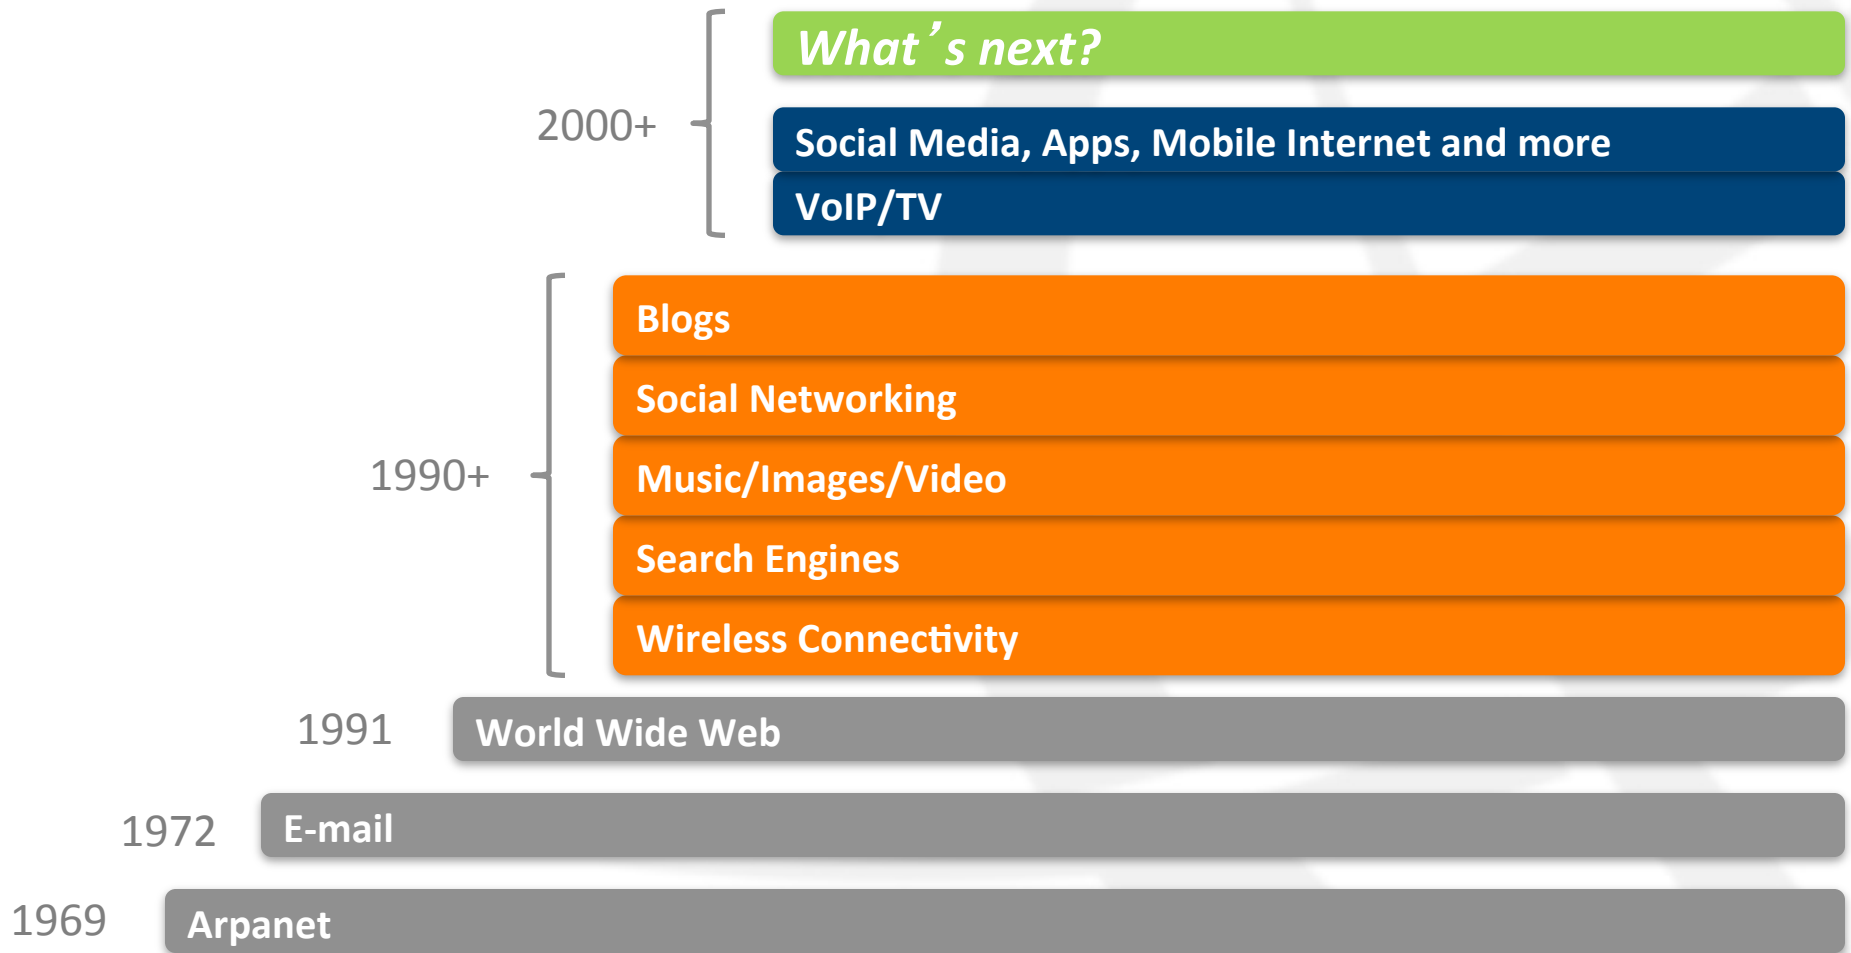 What's next?
2000+
Social Media, Apps, Mobile Internet and more
VoIP/TV
Blogs
Social Networking
1990+
Music/Images/Video
Search Engines
Wireless Connectivity
1991
World Wide Web
1972
E-mail
1969
Arpanet